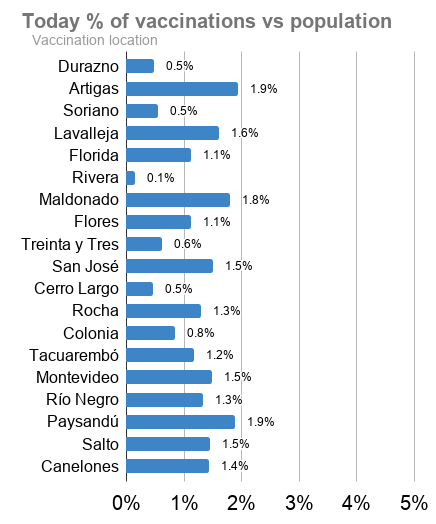 Today % of vaccinations vs population
Vaccination location
Durazno 0.5%
Artigas 1.9%
Soriano 0.5%
Lavalleja 1.6%
Florida 1.1%
Rivera 0.1%
Maldonado 1.8%
Flores 1.1%
Treinta y Tres 0.6%
San José 1.5%
Cerro Largo 0.5%
Rocha 1.3%
Colonia 0.8%
Tacuarembó 1.2%
Montevideo 1.5%
Río Negro 1.3%
Paysandú 1.9%
Salto 1.5%
Canelones 1.4%
0% 1% 2% 3% 4% 5%